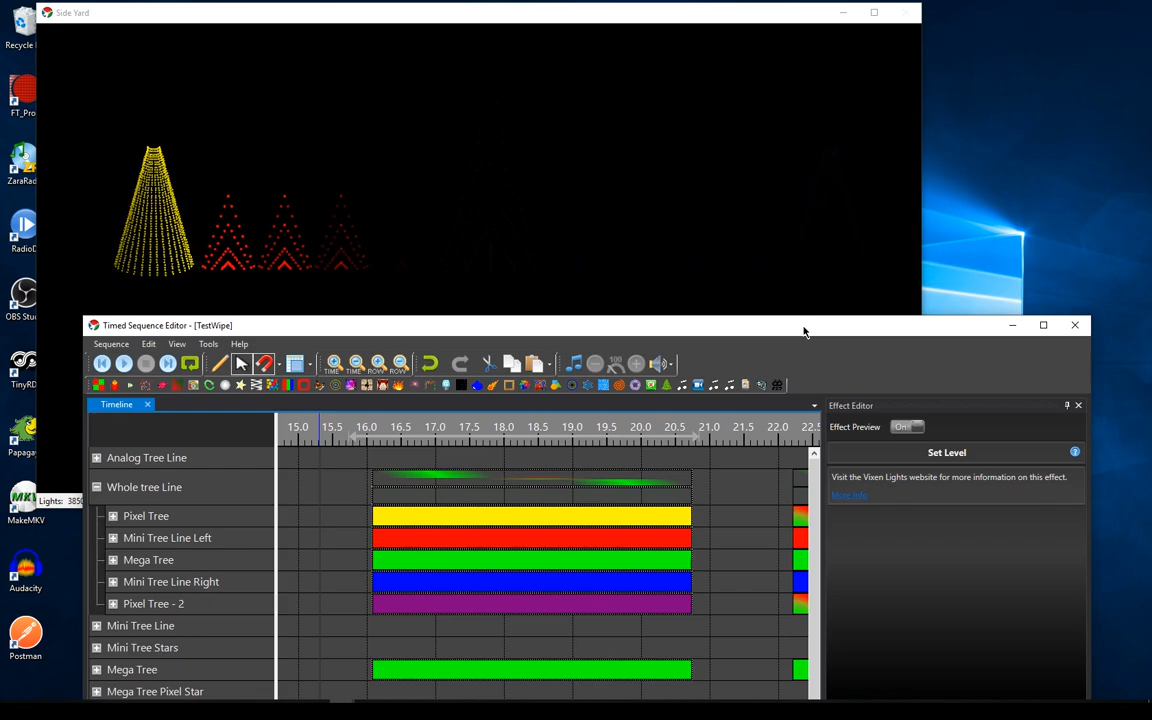 Side Yard
Recycle
FT_Pro
ZaraRad
RadioD
OBS Stu
TinyRD
Papaga
MakeMKV
Audacity
Postman
Lights: 3850
Timed Sequence Editor - [TestWipe]
Sequence Edit View Tools Help
TIME TIME ROW ROW
100
Timeline
15.0 15.5 16.0 16.5 17.0 17.5 18.0 18.5 19.0 19.5 20.0 20.5 21.0 21.5 22.0 22.5
Analog Tree Line
Whole tree Line
Pixel Tree
Mini Tree Line Left
Mega Tree
Mini Tree Line Right
Pixel Tree - 2
Mini Tree Line
Mini Tree Stars
Mega Tree
Mega Tree Pixel Star
Effect Editor
Effect Preview On
Set Level
Visit the Vixen Lights website for more information on this effect.
More Info